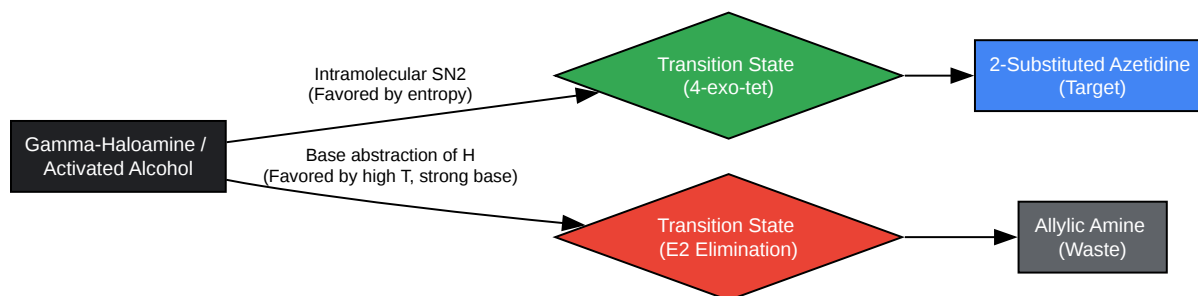 Gamma-Haloamine /
Activated Alcohol
Intramolecular SN2
(Favored by entropy)
Transition State
(4-exo-tet)
2-Substituted Azetidine
(Target)
Base abstraction of H
(Favored by high T, strong base)
Transition State
(E2 Elimination)
Allylic Amine
(Waste)